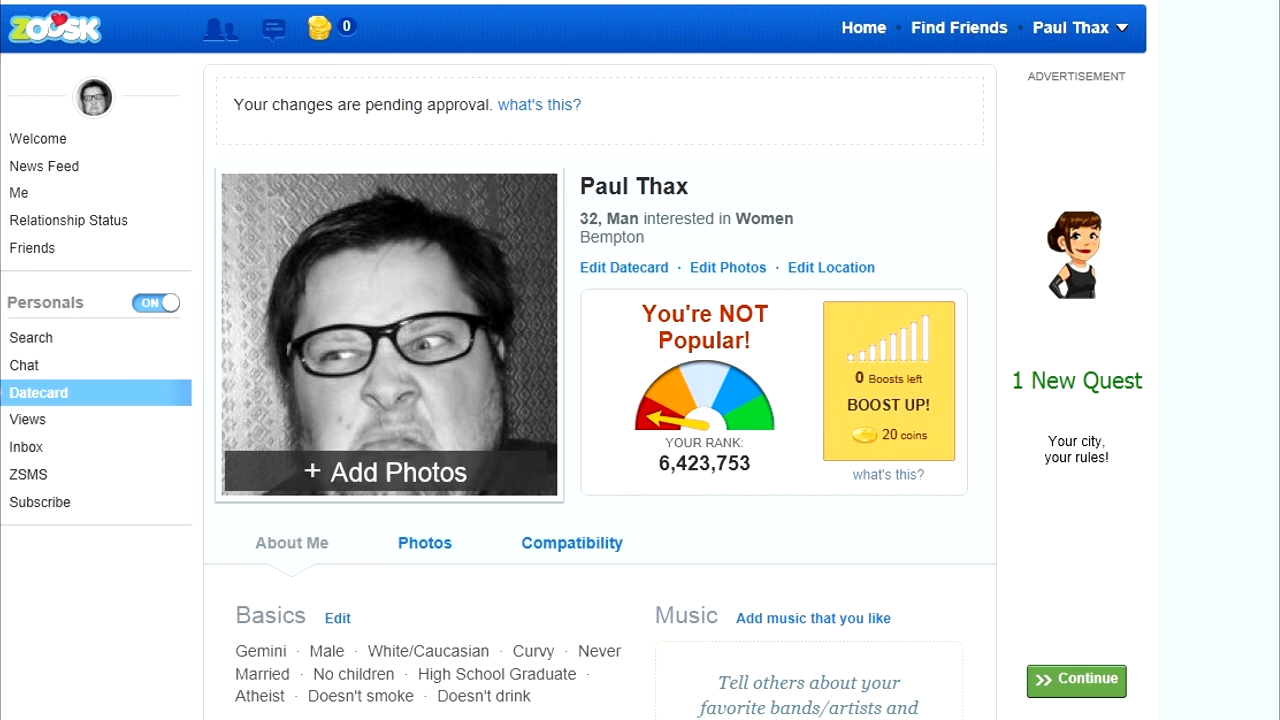 ZOOSK
0
Home · Find Friends · Paul Thax
ADVERTISEMENT
Your changes are pending approval. what's this?
Welcome
News Feed
Me
Relationship Status
Friends
Personals ON
Search
Chat
Datecard
Views
Inbox
ZSMS
Subscribe
+ Add Photos
Paul Thax
32, Man interested in Women
Bempton
Edit Datecard · Edit Photos · Edit Location
You're NOT
Popular!
YOUR RANK:
6,423,753
0 Boosts left
BOOST UP!
20 coins
what's this?
1 New Quest
Your city,
your rules!
Continue
About Me
Photos
Compatibility
Basics Edit
Gemini · Male · White/Caucasian · Curvy · Never
Married · No children · High School Graduate ·
Atheist · Doesn't smoke · Doesn't drink
Music Add music that you like
Tell others about your
favorite bands/artists and